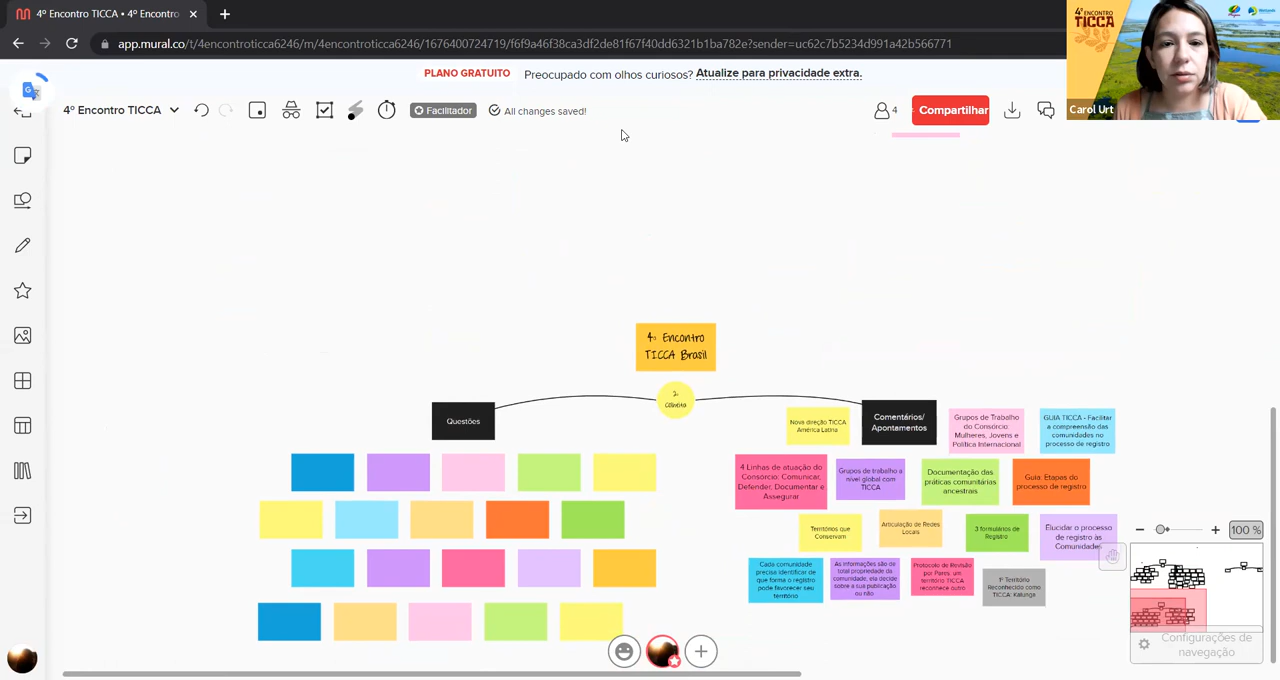 4º Encontro TICCA • 4º Encontro
app.mural.co/t/4encontroticca6246/m/4encontroticca6246/1676400724719/f6f9a46f38ca3df2de81f67f40dd6321b1ba782e?sender=uc62c7b5234d991a42b566771
PLANO GRATUITO Preocupado com olhos curiosos? Atualize para privacidade extra.
4º Encontro TICCA
Facilitador
All changes saved!
4
Compartilhar
4º ENCONTRO
TICCA
Carol Urt
4º Encontro
TICCA Brasil
2.
Colheita
Questões
Comentários/
Apontamentos
Nova direção TICCA
América Latina
Grupos de Trabalho
do Consórcio:
Mulheres, Jovens e
Política Internacional
GUIA TICCA - Facilitar
a compreensão das
comunidades no
processo de registro
4 Linhas de atuação do
Consórcio: Comunicar,
Defender, Documentar e
Assegurar
Grupos de trabalho a
nível global com
TICCA
Documentação das
práticas comunitárias
ancestrais
Guia: Etapas do
processo de registro
Territórios que
Conservam
Articulação de Redes
Locais
3 formulários de
Registro
Elucidar o processo
de registro às
Comunidades
Cada comunidade
precisa identificar de
que forma o registro
pode favorecer seu
território
As informações são de
total propriedade da
comunidade, ela decide
sobre a sua publicação
ou não
Protocolo de Revisão
por Pares, um
território TICCA
reconhece outro.
1º Território
Reconhecido como
TICCA: Kalunga
100 %
Configurações de
navegação